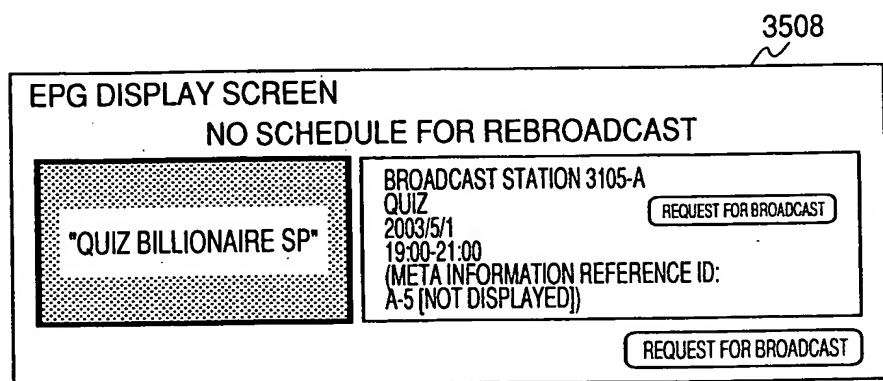 3508
EPG DISPLAY SCREEN
NO SCHEDULE FOR REBROADCAST
"QUIZ BILLIONAIRE SP"
BROADCAST STATION 3105-A
QUIZ
2003/5/1
19:00-21:00
(META INFORMATION REFERENCE ID:
A-5 [NOT DISPLAYED])
REQUEST FOR BROADCAST
REQUEST FOR BROADCAST